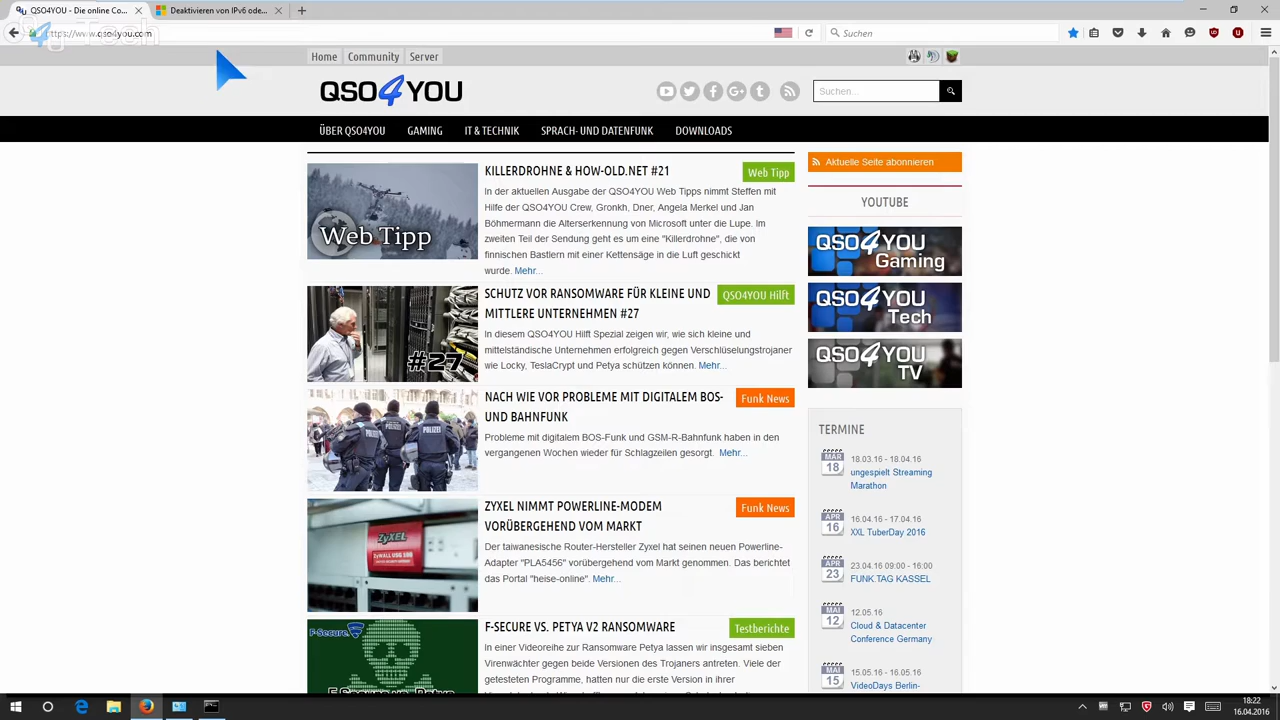 QSO4YOU - Die online Co...
Deaktivieren von IPv6 ode...
https://www.qso4you.com
Suchen
Home
Community
Server
QSO4YOU
Suchen...
ÜBER QSO4YOU
GAMING
IT & TECHNIK
SPRACH- UND DATENFUNK
DOWNLOADS
KILLERDROHNE & HOW-OLD.NET #21
Web Tipp
Web Tipp
In der aktuellen Ausgabe der QSO4YOU Web Tipps nimmt Steffen mit
Hilfe der QSO4YOU Crew, Gronkh, Dner, Angela Merkel und Jan
Böhmermann die Alterserkennung von Microsoft unter die Lupe. Im
zweiten Teil der Sendung geht es um eine "Killerdrohne", die von
finnischen Bastlern mit einer Kettensäge in die Luft geschickt
wurde. Mehr...
SCHUTZ VOR RANSOMWARE FÜR KLEINE UND
MITTLERE UNTERNEHMEN #27
QSO4YOU Hilft
#27
In diesem QSO4YOU Hilft Spezial zeigen wir, wie sich kleine und
mittelständische Unternehmen erfolgreich gegen Verschlüselungstrojaner
wie Locky, TeslaCrypt und Petya schützen können. Mehr...
NACH WIE VOR PROBLEME MIT DIGITALEM BOS-
UND BAHNFUNK
Funk News
POLIZEI
POLIZEI
Probleme mit digitalem BOS-Funk und GSM-R-Bahnfunk haben in den
vergangenen Wochen wieder für Schlagzeilen gesorgt. Mehr...
ZYXEL NIMMT POWERLINE-MODEM
VORÜBERGEHEND VOM MARKT
Funk News
ZyXEL
ZyWALL USG 100
Der taiwanesische Router-Hersteller Zyxel hat seinen neuen Powerline-
Adapter "PLA5456" vorübergehend vom Markt genommen. Das berichtet
das Portal "heise-online". Mehr...
F-SECURE VS. PETYA V2 RANSOMWARE
Testberichte
F-Secure
In einer Videoreihe zur Ransomware Petya ließen wir insgesamt sieben
Virenwächter gegen beide Versionen des Trojaners antreten. Viele der
getesteten Programme, hatten nur die erste Version in ihrer
Aktuelle Seite abonnieren
YOUTUBE
QSO4YOU
Gaming
QSO4YOU
Tech
QSO4YOU
TV
TERMINE
MAR
18
18.03.16 - 18.04.16
ungespielt Streaming
Marathon
APR
16
16.04.16 - 17.04.16
XXL TuberDay 2016
APR
23
23.04.16 09:00 - 16:00
FUNK.TAG KASSEL
MAI
12
12.05.16
Cloud & Datacenter
Conference Germany
MAI
15
15.05.16 - 16.05.16
VideoDays Berlin-
18:22
16.04.2016